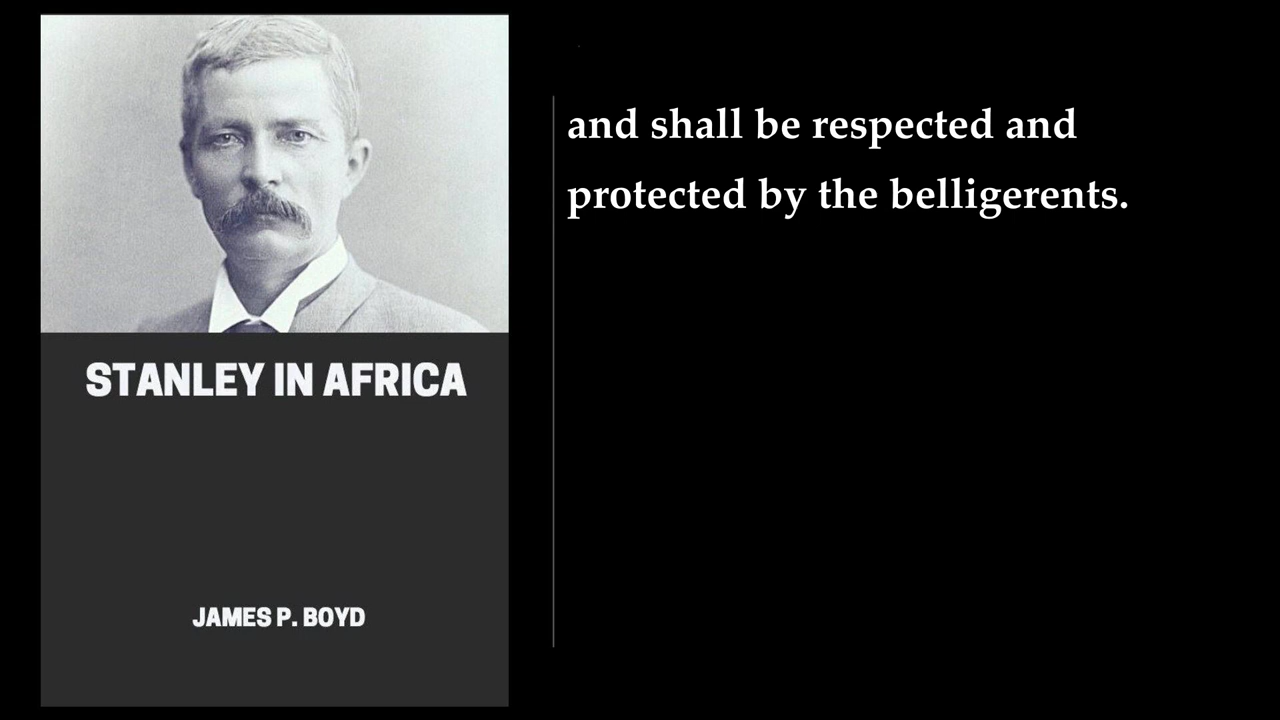 STANLEY IN AFRICA
JAMES P. BOYD
and shall be respected and
protected by the belligerents.